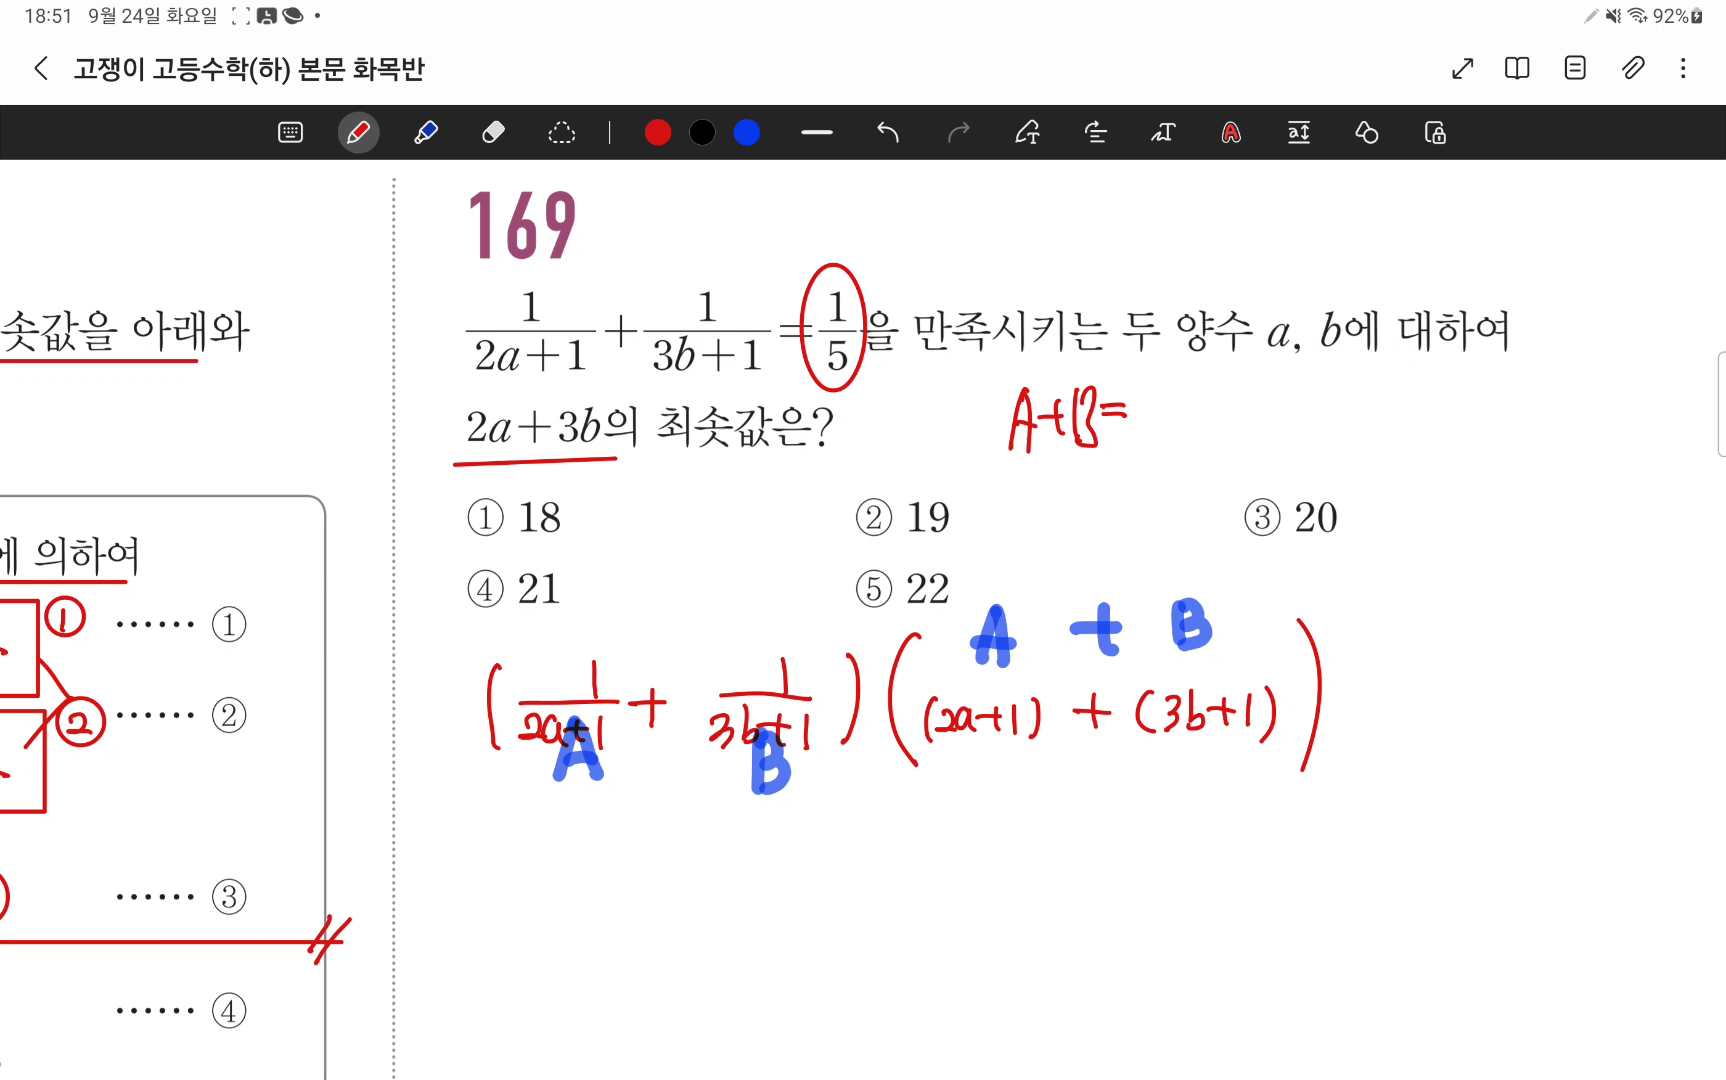 18:51 9월 24일 화요일 92%
고쟁이 고등수학(하) 본문 화목반
솟값을 아래와
에 의하여
①
…… ①
②
…… ②
…… ③
…… ④
169
1/(2a+1) + 1/(3b+1) = 1/5 을 만족시키는 두 양수 a, b에 대하여
2a+3b의 최솟값은?
A+B=
① 18 ② 19 ③ 20
④ 21 ⑤ 22
A + B
(1/(2a+1) + 1/(3b+1)) ((2a+1) + (3b+1))
A B